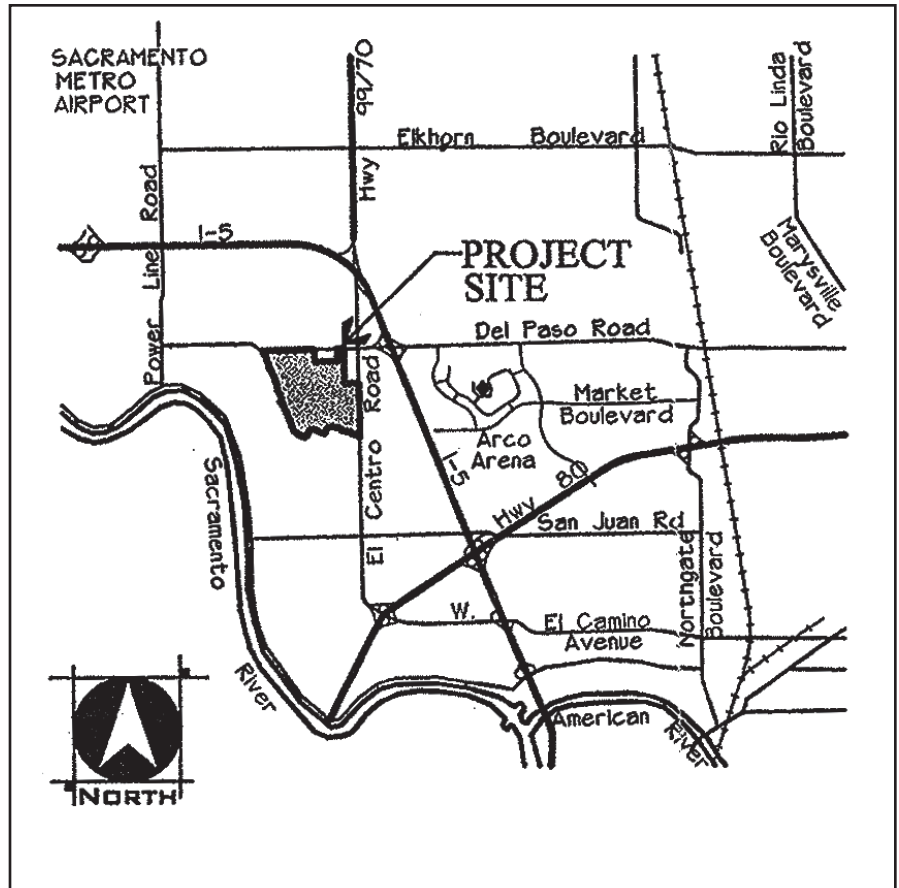 SACRAMENTO
METRO
AIRPORT
Hwy 99/70
Rio Linda
Boulevard
Elkhorn Boulevard
Power Line Road
I-5
PROJECT
SITE
Marysville
Boulevard
Del Paso Road
Market
Boulevard
Arco
Arena
El Centro Road
I-5
Hwy 80
San Juan Rd
Sacramento
River
Northgate
Boulevard
W. El Camino
Avenue
American
River
NORTH